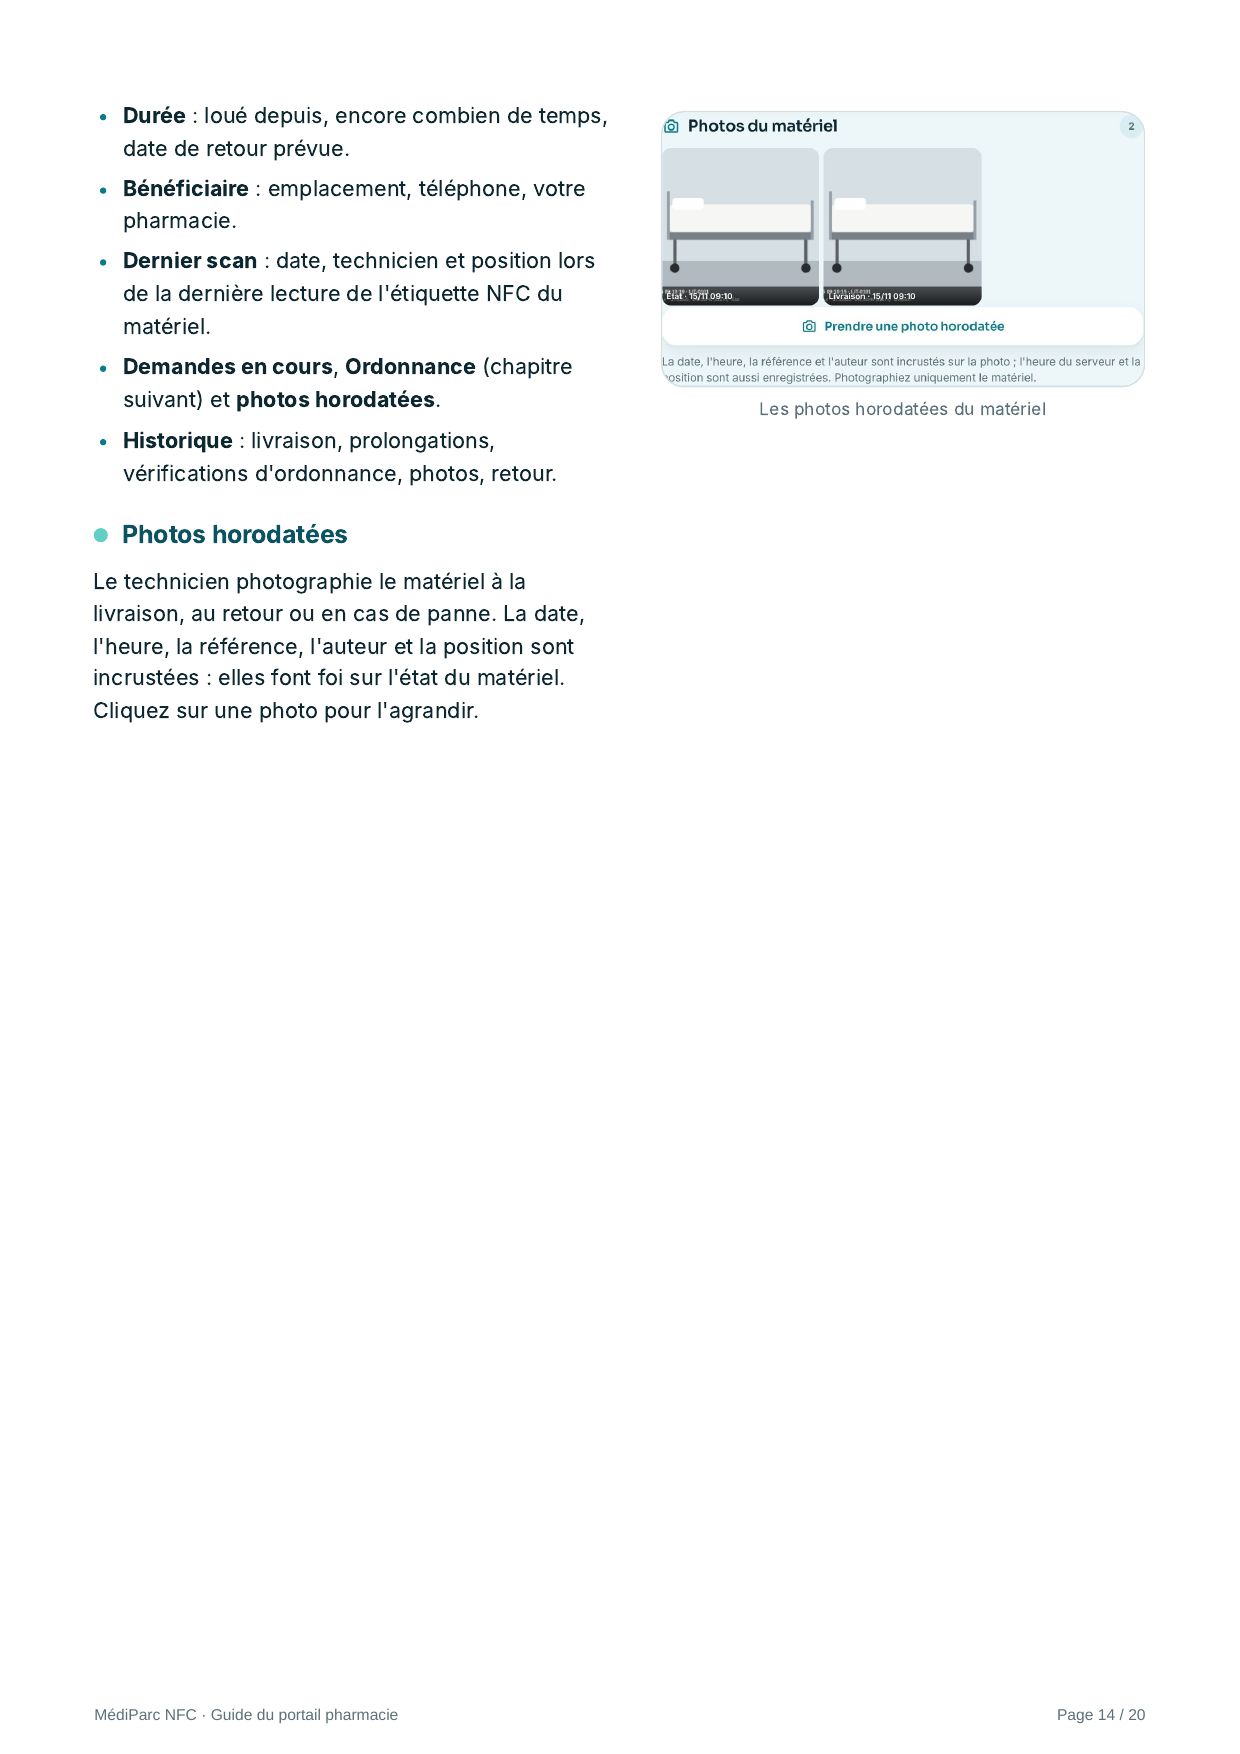 • Durée : loué depuis, encore combien de temps,
date de retour prévue.
• Bénéficiaire : emplacement, téléphone, votre
pharmacie.
• Dernier scan : date, technicien et position lors
de la dernière lecture de l'étiquette NFC du
matériel.
• Demandes en cours, Ordonnance (chapitre
suivant) et photos horodatées.
• Historique : livraison, prolongations,
vérifications d'ordonnance, photos, retour.
Photos horodatées
Le technicien photographie le matériel à la
livraison, au retour ou en cas de panne. La date,
l'heure, la référence, l'auteur et la position sont
incrustées : elles font foi sur l'état du matériel.
Cliquez sur une photo pour l'agrandir.
Photos du matériel 2
État · 15/11 09:10
Livraison · 15/11 09:10
Prendre une photo horodatée
La date, l'heure, la référence et l'auteur sont incrustés sur la photo ; l'heure du serveur et la
osition sont aussi enregistrées. Photographiez uniquement le matériel.
Les photos horodatées du matériel
MédiParc NFC · Guide du portail pharmacie
Page 14 / 20